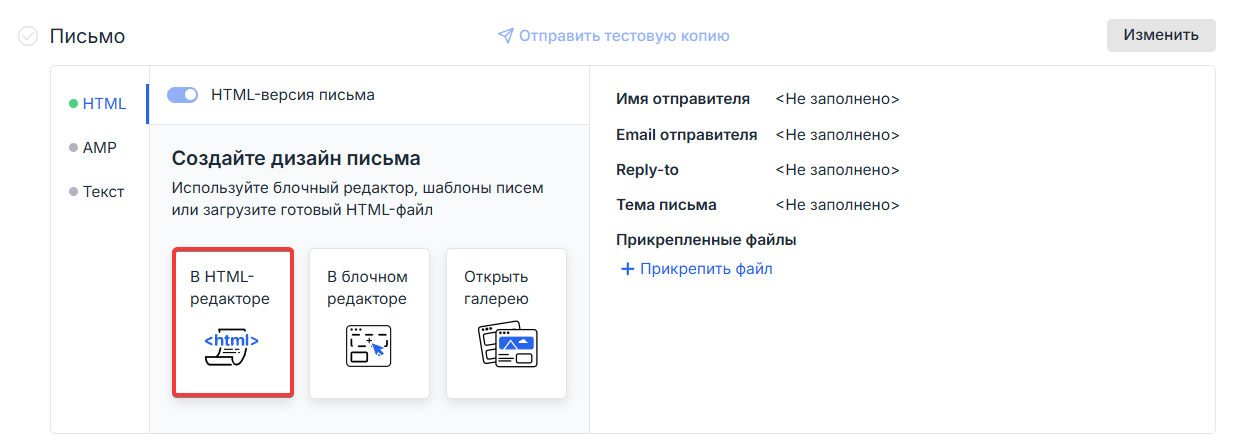 Письмо
Отправить тестовую копию
Изменить
HTML
AMP
Текст
HTML-версия письма
Создайте дизайн письма
Используйте блочный редактор, шаблоны писем
или загрузите готовый HTML-файл
В HTML-
редакторе
<html>
В блочном
редакторе
Открыть
галерею
Имя отправителя <Не заполнено>
Email отправителя <Не заполнено>
Reply-to <Не заполнено>
Тема письма <Не заполнено>
Прикрепленные файлы
+ Прикрепить файл